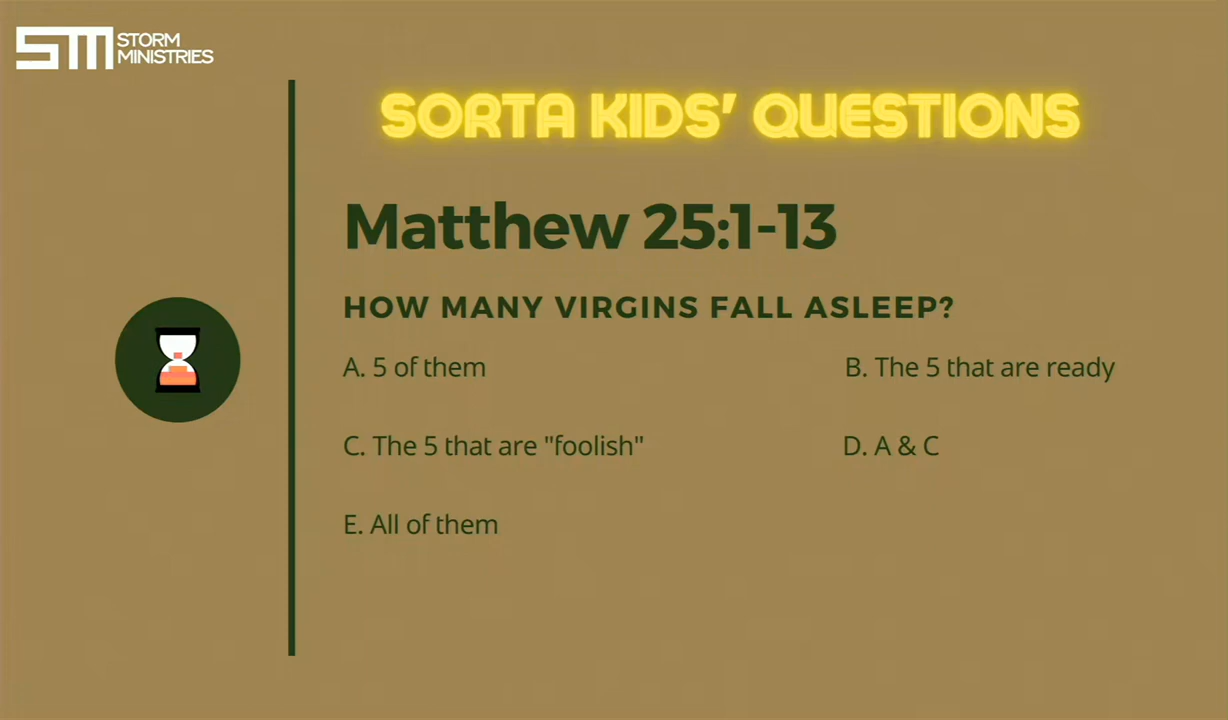 STM STORM
MINISTRIES
SORTA KIDS' QUESTIONS
Matthew 25:1-13
HOW MANY VIRGINS FALL ASLEEP?
A. 5 of them B. The 5 that are ready
C. The 5 that are "foolish" D. A & C
E. All of them